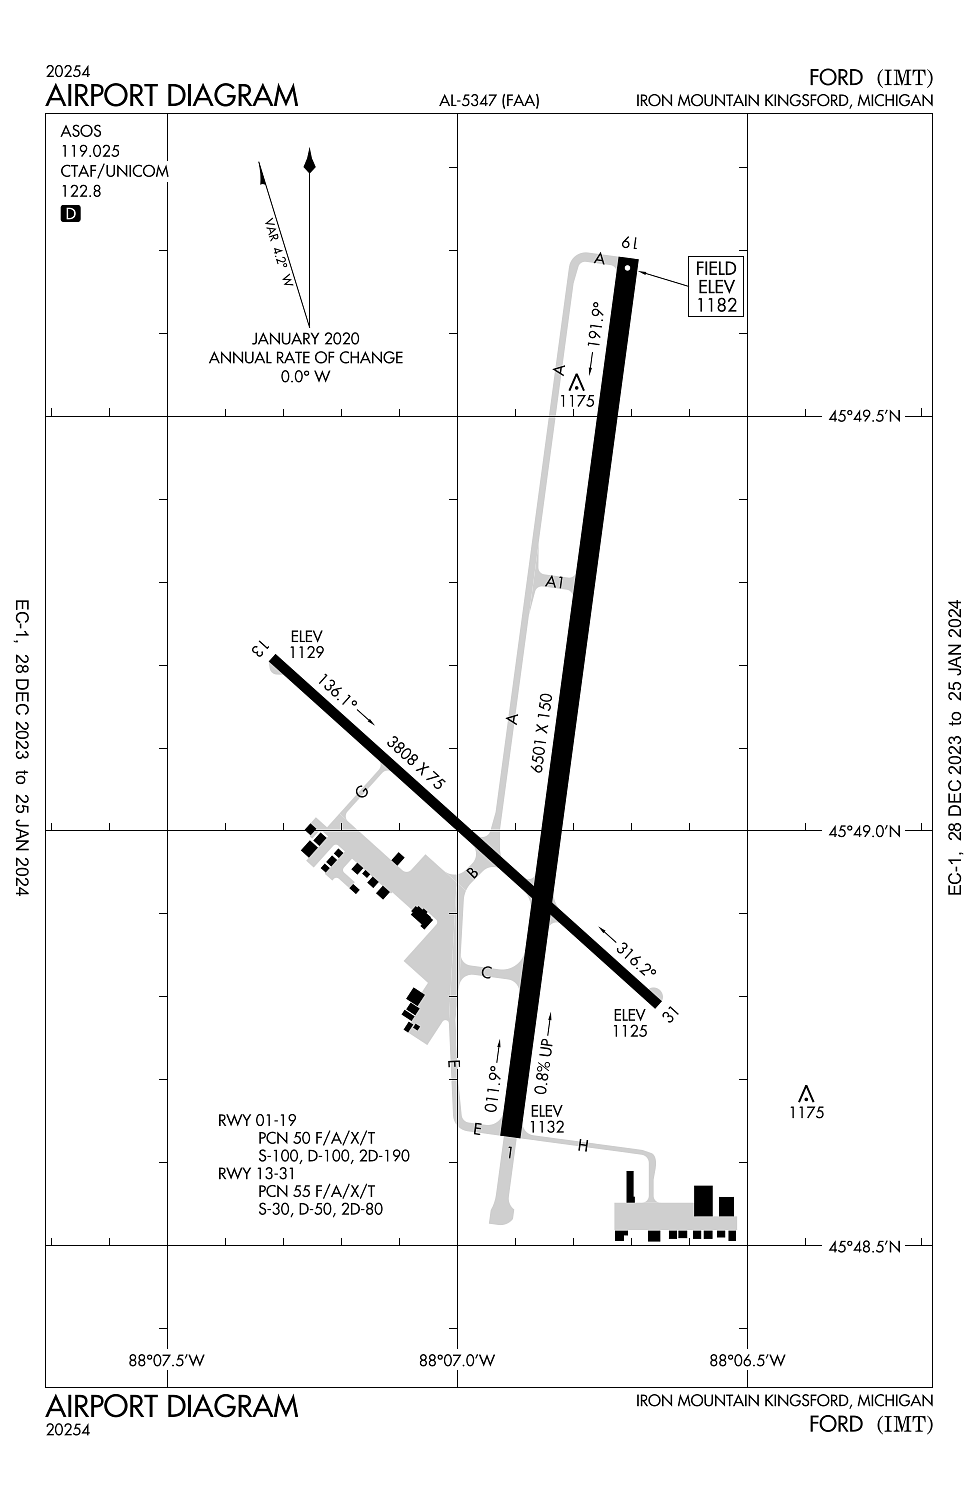 20254
AIRPORT DIAGRAM
AL-5347 (FAA)
FORD (IMT)
IRON MOUNTAIN KINGSFORD, MICHIGAN
ASOS
119.025
CTAF/UNICOM
122.8
D
VAR 4.2° W
JANUARY 2020
ANNUAL RATE OF CHANGE
0.0° W
19
A
FIELD
ELEV
1182
191.9°
A
1175
45°49.5'N
A1
EC-1, 28 DEC 2023 to 25 JAN 2024
EC-1, 28 DEC 2023 to 25 JAN 2024
13
ELEV
1129
136.1°
A
6501 X 150
3808 X 75
G
45°49.0'N
B
C
316.2°
31
ELEV
1125
E
011.9°
0.8% UP
ELEV
1132
1175
E
1
H
RWY 01-19
PCN 50 F/A/X/T
S-100, D-100, 2D-190
RWY 13-31
PCN 55 F/A/X/T
S-30, D-50, 2D-80
45°48.5'N
88°07.5'W
88°07.0'W
88°06.5'W
AIRPORT DIAGRAM
20254
IRON MOUNTAIN KINGSFORD, MICHIGAN
FORD (IMT)